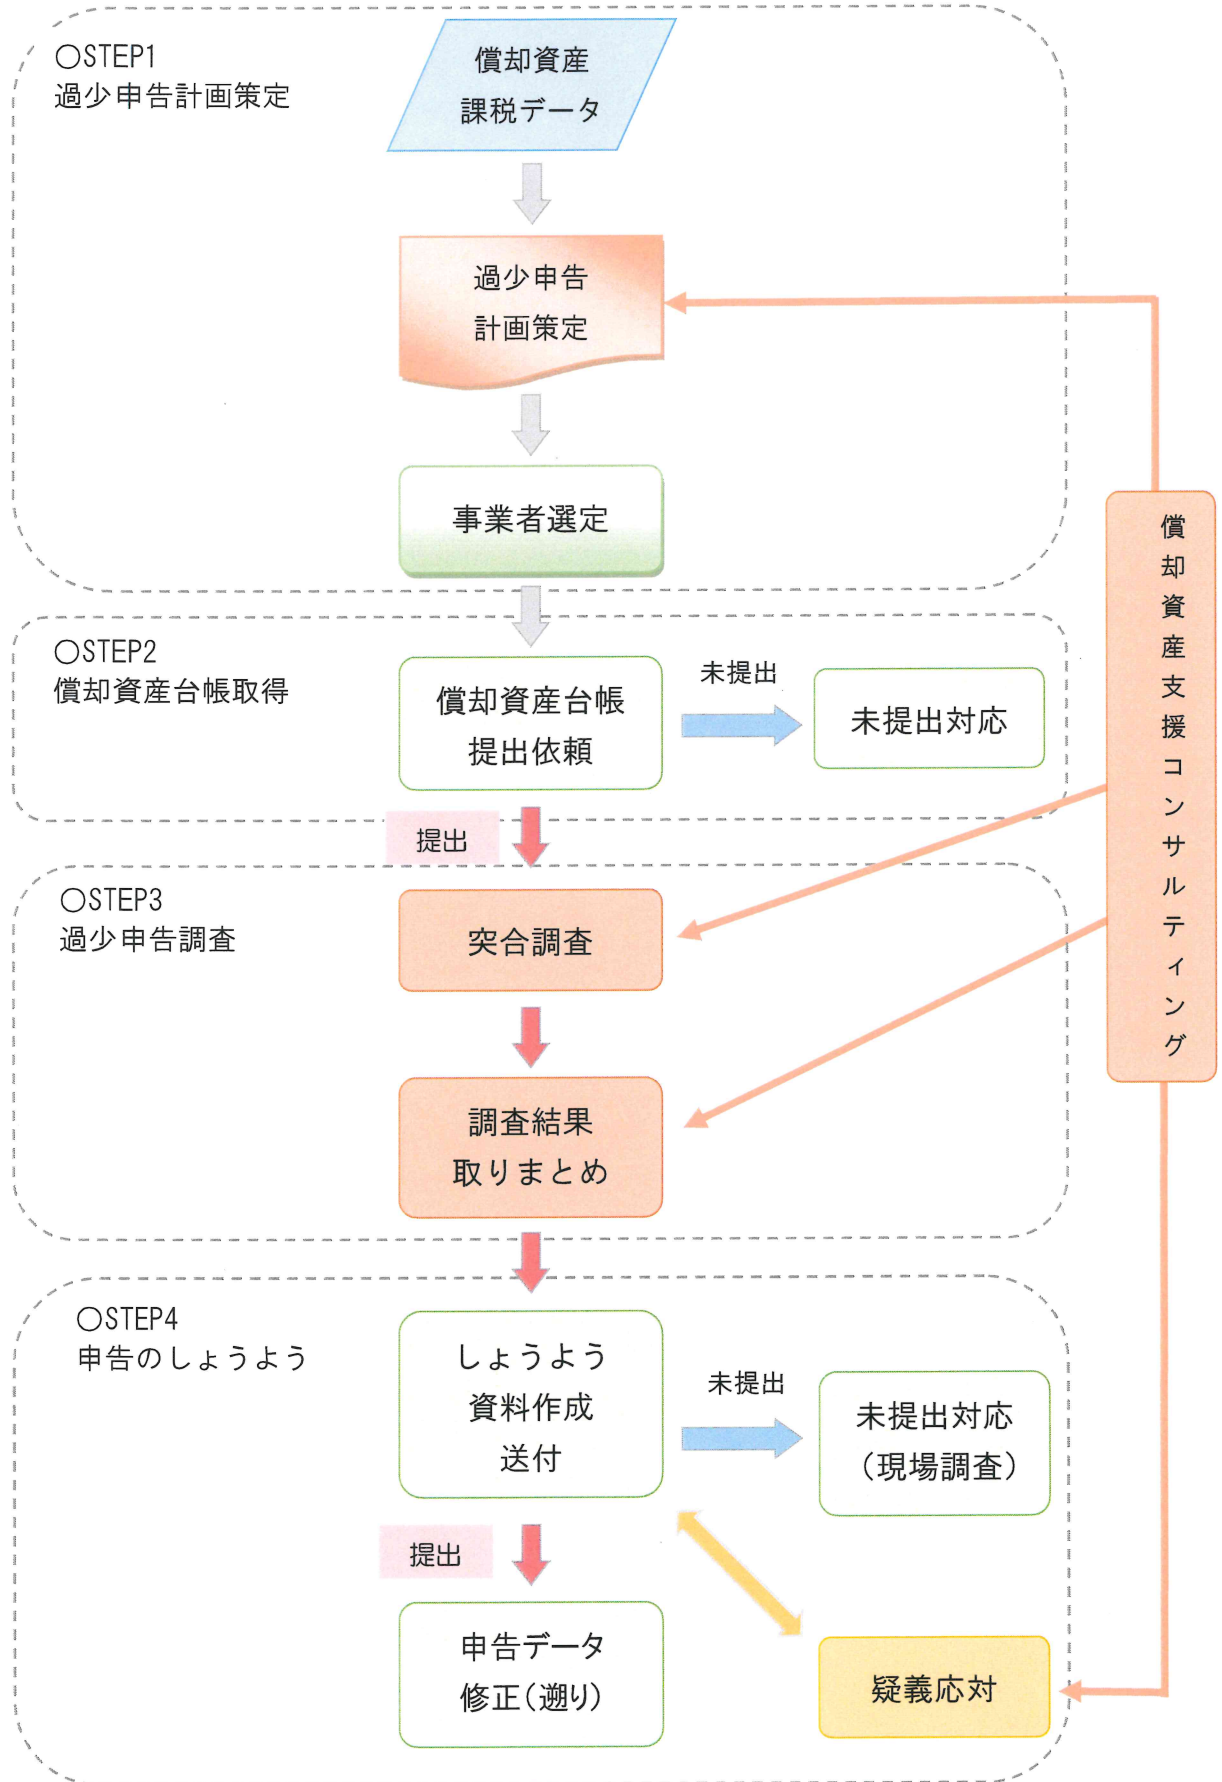 ○STEP1
過少申告計画策定
償却資産
課税データ
過少申告
計画策定
事業者選定
○STEP2
償却資産台帳取得
償却資産台帳
提出依頼
未提出
未提出対応
提出
○STEP3
過少申告調査
突合調査
調査結果
取りまとめ
○STEP4
申告のしょうよう
しょうよう
資料作成
送付
未提出
未提出対応
（現場調査）
提出
申告データ
修正（遡り）
疑義応対
償却資産支援コンサルティング